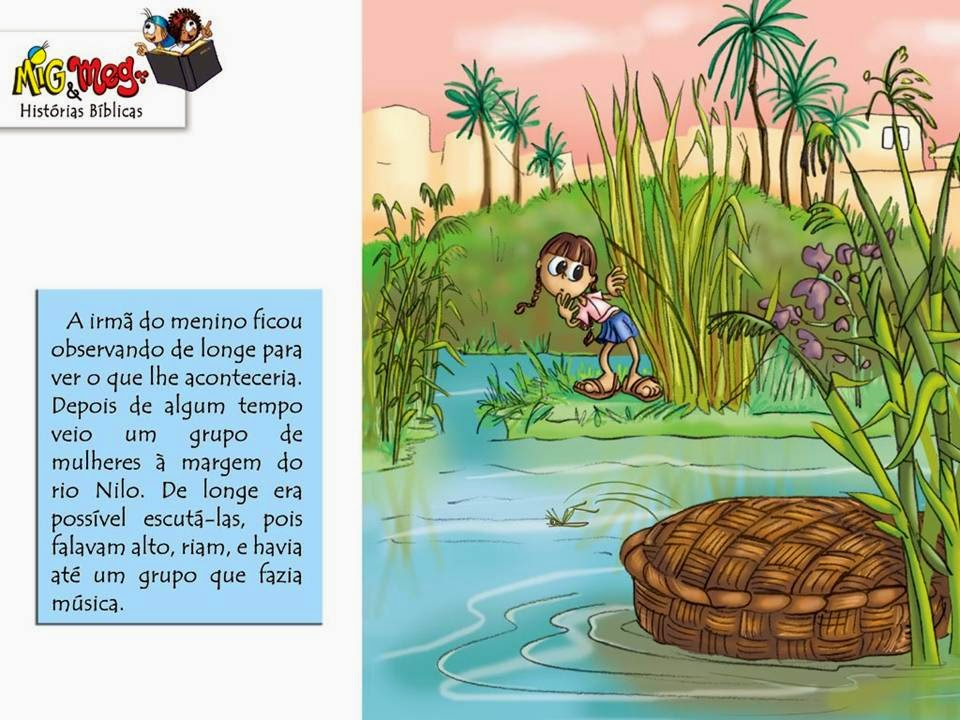 MIG & Meg
Histórias Bíblicas
A irmã do menino ficou
observando de longe para
ver o que lhe aconteceria.
Depois de algum tempo
veio um grupo de
mulheres à margem do
rio Nilo. De longe era
possível escutá-las, pois
falavam alto, riam, e havia
até um grupo que fazia
música.